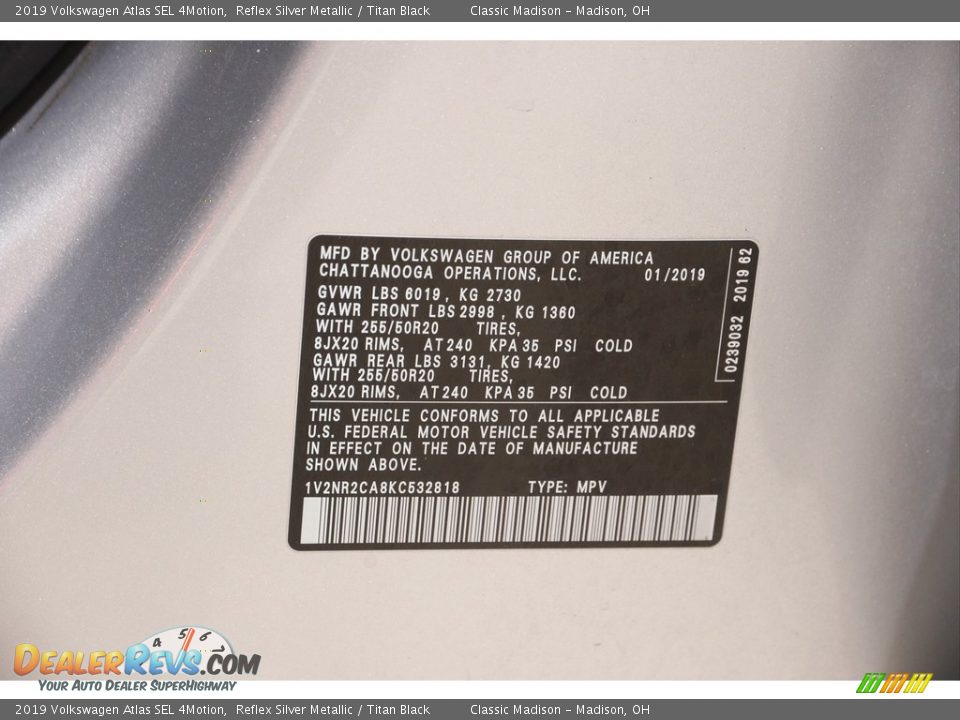 2019 Volkswagen Atlas SEL 4Motion, Reflex Silver Metallic / Titan Black Classic Madison - Madison, OH
MFD BY VOLKSWAGEN GROUP OF AMERICA
CHATTANOOGA OPERATIONS, LLC. 01/2019
GVWR LBS 6019, KG 2730
GAWR FRONT LBS 2998, KG 1360
WITH 255/50R20 TIRES,
8JX20 RIMS, AT 240 KPA 35 PSI COLD
GAWR REAR LBS 3131, KG 1420
WITH 255/50R20 TIRES,
8JX20 RIMS, AT 240 KPA 35 PSI COLD
0239032 2019 62
THIS VEHICLE CONFORMS TO ALL APPLICABLE
U.S. FEDERAL MOTOR VEHICLE SAFETY STANDARDS
IN EFFECT ON THE DATE OF MANUFACTURE
SHOWN ABOVE.
1V2NR2CA8KC532818 TYPE: MPV
4 5 6 7
DEALERREVS.COM
YOUR AUTO DEALER SUPERHIGHWAY
2019 Volkswagen Atlas SEL 4Motion, Reflex Silver Metallic / Titan Black Classic Madison - Madison, OH